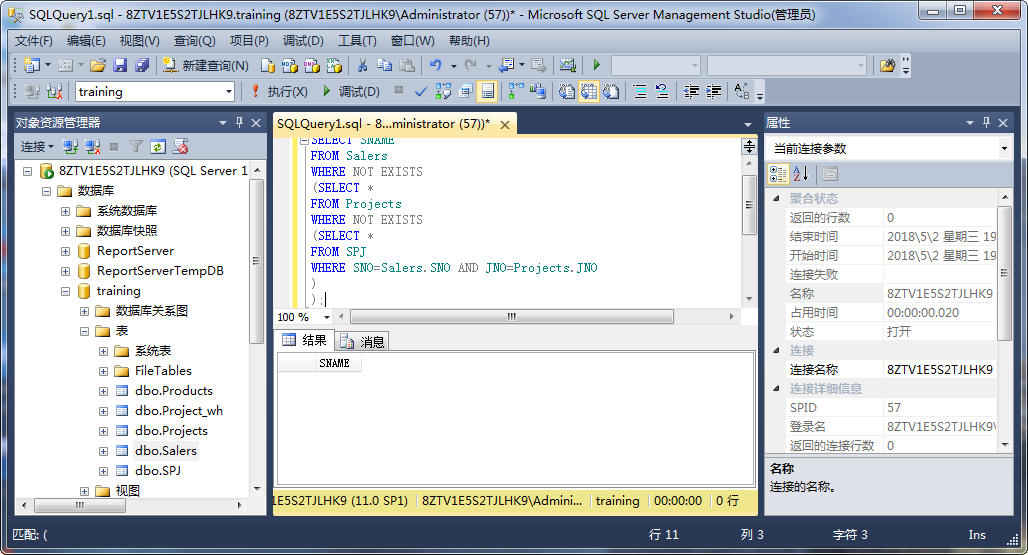 SQLQuery1.sql - 8ZTV1E5S2TJLHK9.training (8ZTV1E5S2TJLHK9\Administrator (57))* - Microsoft SQL Server Management Studio(管理员)
文件(F) 编辑(E) 视图(V) 查询(Q) 项目(P) 调试(D) 工具(T) 窗口(W) 帮助(H)
新建查询(N)
training 执行(X) 调试(D)
对象资源管理器
连接
8ZTV1E5S2TJLHK9 (SQL Server 1
数据库
系统数据库
数据库快照
ReportServer
ReportServerTempDB
training
数据库关系图
表
系统表
FileTables
dbo.Products
dbo.Project_wh
dbo.Projects
dbo.Salers
dbo.SPJ
视图
SQLQuery1.sql - 8...ministrator (57))*
SELECT SNAME
FROM Salers
WHERE NOT EXISTS
(SELECT *
FROM Projects
WHERE NOT EXISTS
(SELECT *
FROM SPJ
WHERE SNO=Salers.SNO AND JNO=Projects.JNO
)
);
100 %
结果 消息
SNAME
1E5S2TJLHK9 (11.0 SP1) 8ZTV1E5S2TJLHK9\Admini... training 00:00:00 0 行
属性
当前连接参数
聚合状态
返回的行数 0
结束时间 2018\5\2 星期三 19
开始时间 2018\5\2 星期三 19
连接失败
名称 8ZTV1E5S2TJLHK9
占用时间 00:00:00.020
状态 打开
连接
连接名称 8ZTV1E5S2TJLHK9
连接详细信息
SPID 57
登录名 8ZTV1E5S2TJLHK9\
返回的连接行数 0
名称
连接的名称。
匹配: ( 行 11 列 3 字符 3 Ins